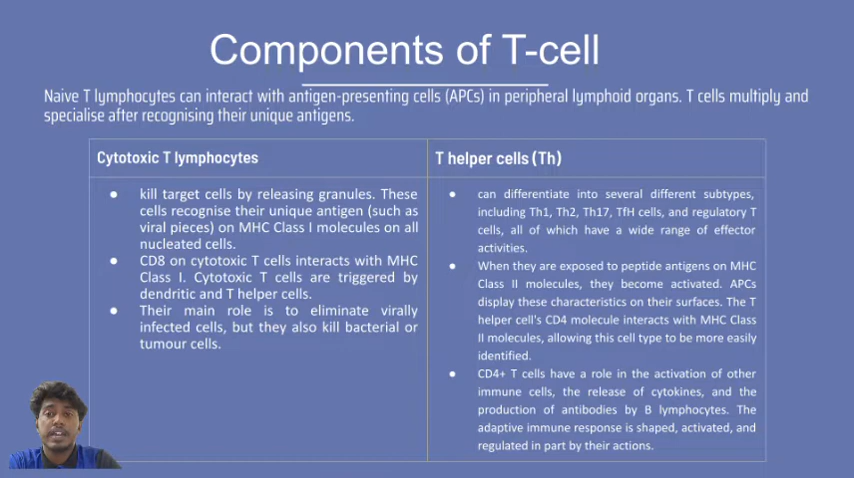 Components of T-cell
Naive T lymphocytes can interact with antigen-presenting cells (APCs) in peripheral lymphoid organs. T cells multiply and
specialise after recognising their unique antigens.
Cytotoxic T lymphocytes
● kill target cells by releasing granules. These
cells recognise their unique antigen (such as
viral pieces) on MHC Class I molecules on all
nucleated cells.
● CD8 on cytotoxic T cells interacts with MHC
Class I. Cytotoxic T cells are triggered by
dendritic and T helper cells.
● Their main role is to eliminate virally
infected cells, but they also kill bacterial or
tumour cells.
T helper cells (Th)
● can differentiate into several different subtypes,
including Th1, Th2, Th17, TfH cells, and regulatory T
cells, all of which have a wide range of effector
activities.
● When they are exposed to peptide antigens on MHC
Class II molecules, they become activated. APCs
display these characteristics on their surfaces. The T
helper cell's CD4 molecule interacts with MHC Class
II molecules, allowing this cell type to be more easily
identified.
● CD4+ T cells have a role in the activation of other
immune cells, the release of cytokines, and the
production of antibodies by B lymphocytes. The
adaptive immune response is shaped, activated, and
regulated in part by their actions.